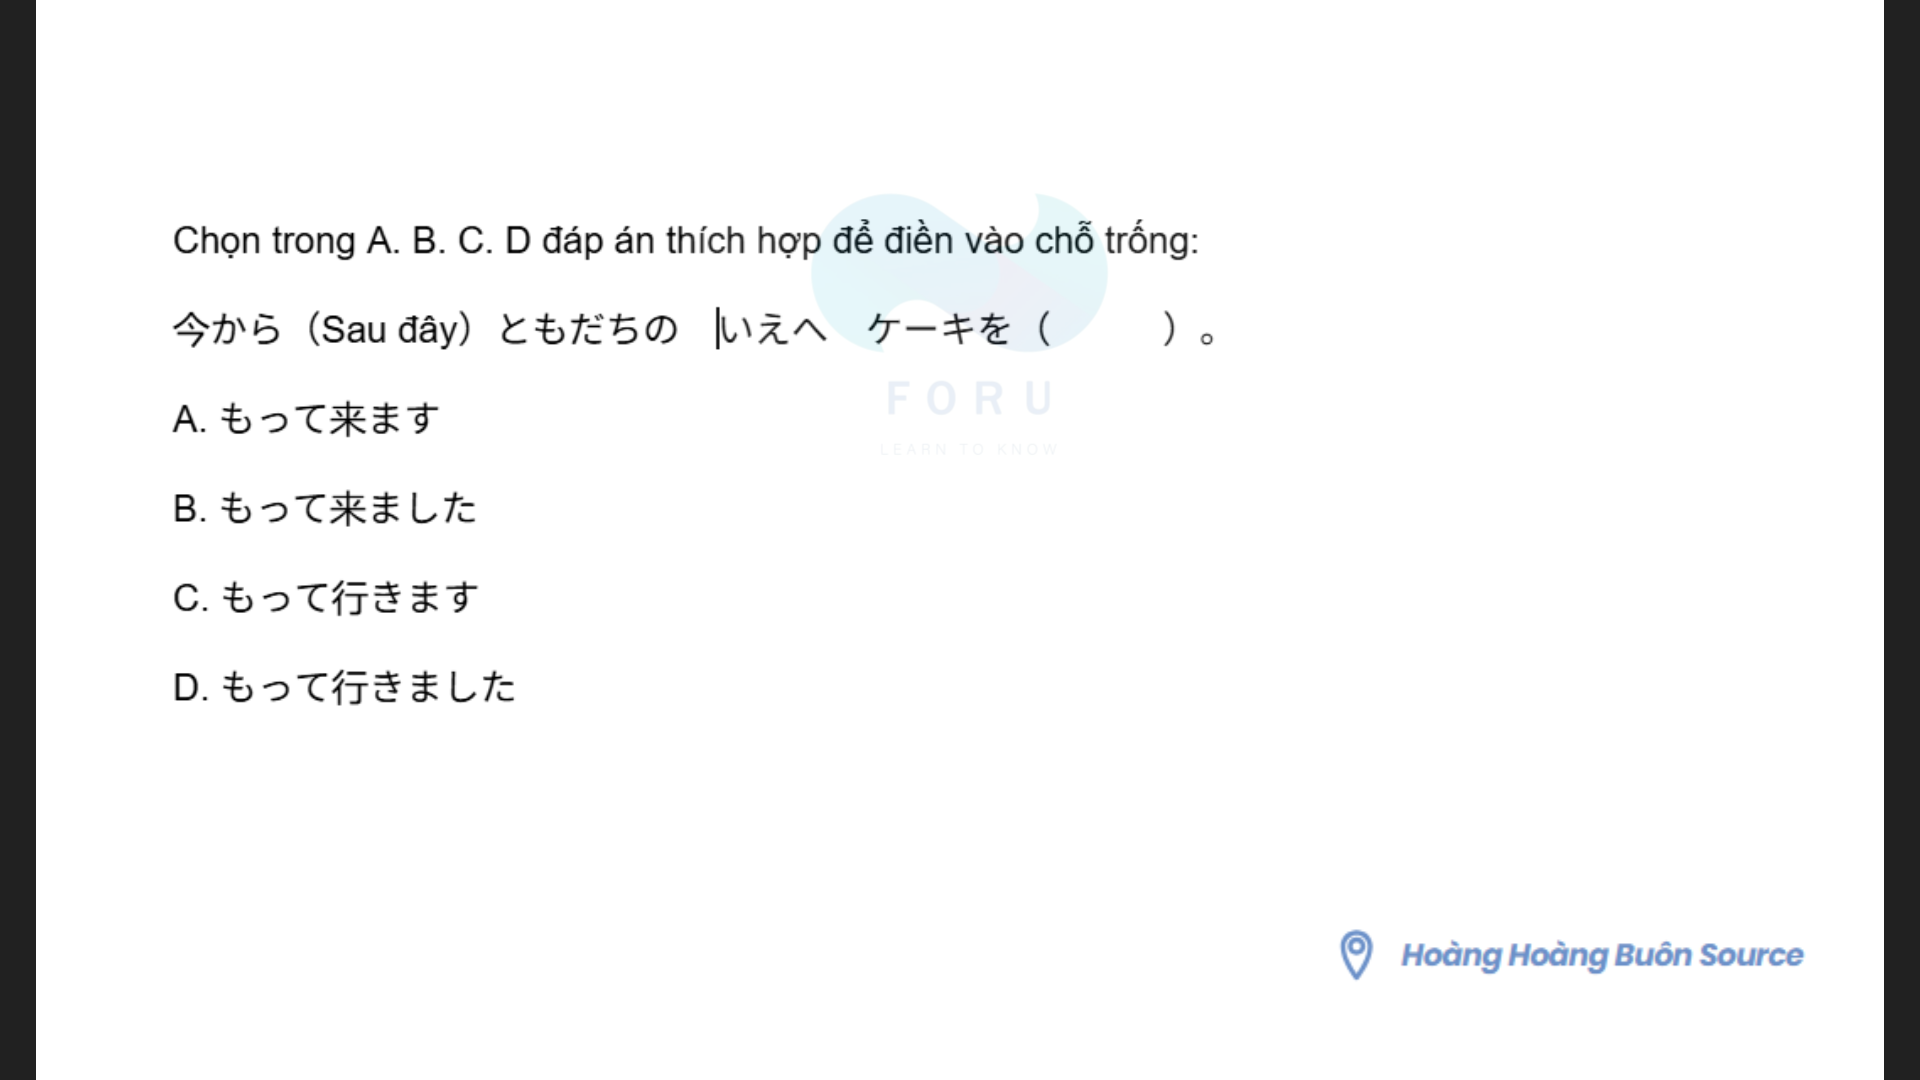 Chọn trong A. B. C. D đáp án thích hợp để điền vào chỗ trống:
今から（Sau đây）ともだちの　いえへ　ケーキを（　　　）。
FORU
LEARN TO KNOW
A. もって来ます
B. もって来ました
C. もって行きます
D. もって行きました
Hoàng Hoàng Buôn Source